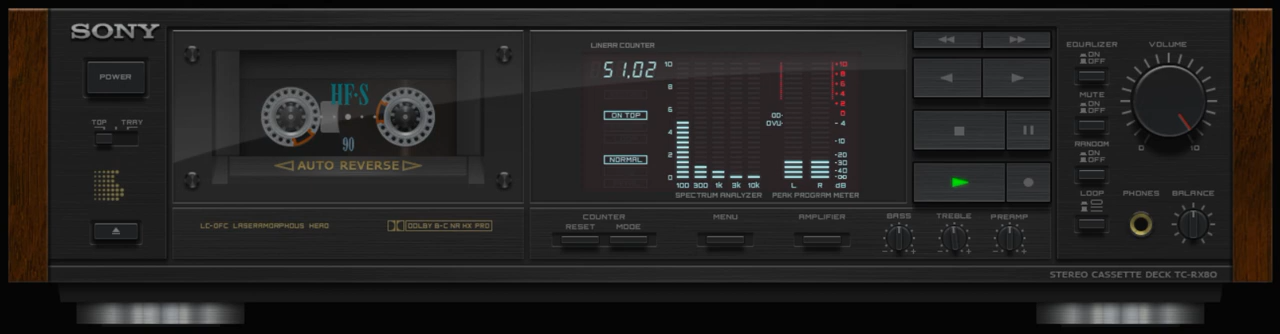 SONY
POWER
TOP TRAY
HF-S
90
AUTO REVERSE
LC-OFC LASERAMORPHOUS HEAD
DOLBY B-C NR HX PRO
LINEAR COUNTER
51.02
ON TOP
NORMAL
10
8
6
4
2
0
100 300 1k 3k 10k
SPECTRUM ANALYZER
OD·
OVU·
+10
+8
+6
+4
+2
0
-4
-10
-20
-30
-40
-∞
L R dB
PEAK PROGRAM METER
COUNTER
RESET MODE
MENU
AMPLIFIER
BASS
- +
TREBLE
- +
PREAMP
- +
EQUALIZER
ON
OFF
MUTE
ON
OFF
RANDOM
ON
OFF
LOOP
VOLUME
0 10
PHONES
BALANCE
STEREO CASSETTE DECK TC-RX80